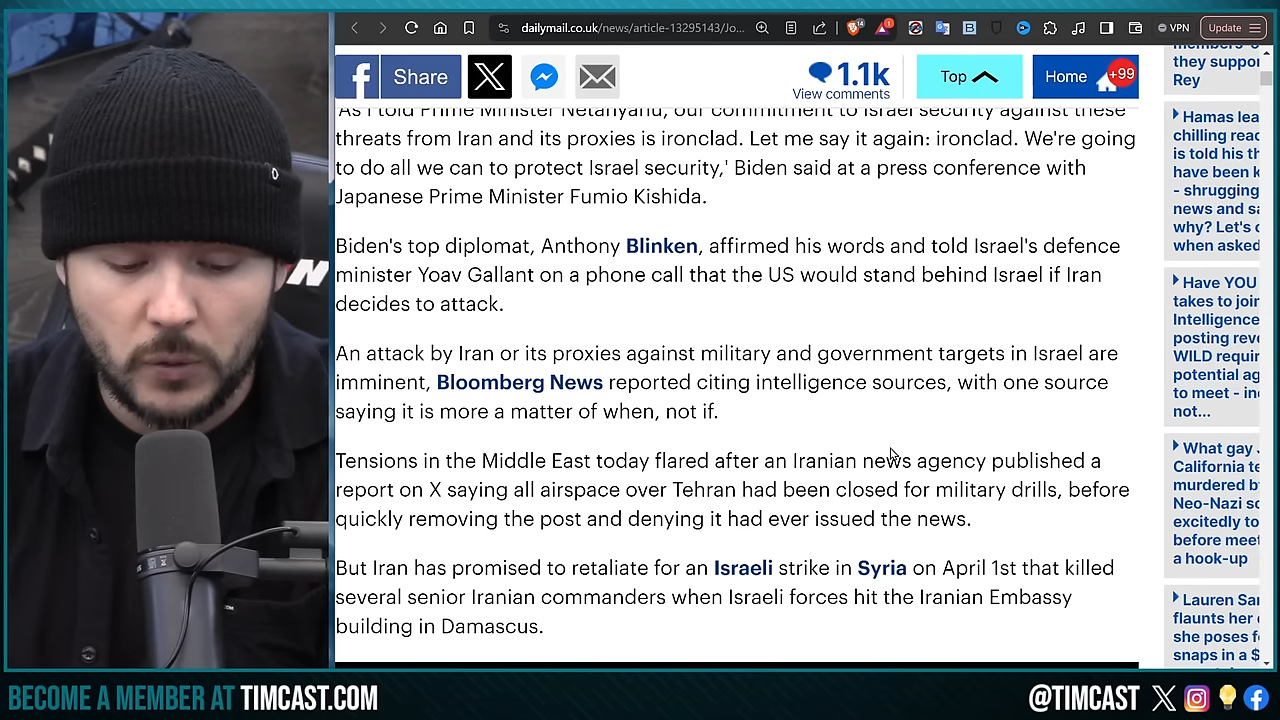 dailymail.co.uk/news/article-13295143/Jo...
VPN
Update
Share
1.1k
View comments
Top
Home
+99
'As I told Prime Minister Netanyahu, our commitment to Israel security against these
threats from Iran and its proxies is ironclad. Let me say it again: ironclad. We're going
to do all we can to protect Israel security,' Biden said at a press conference with
Japanese Prime Minister Fumio Kishida.
Biden's top diplomat, Anthony Blinken, affirmed his words and told Israel's defence
minister Yoav Gallant on a phone call that the US would stand behind Israel if Iran
decides to attack.
An attack by Iran or its proxies against military and government targets in Israel are
imminent, Bloomberg News reported citing intelligence sources, with one source
saying it is more a matter of when, not if.
Tensions in the Middle East today flared after an Iranian news agency published a
report on X saying all airspace over Tehran had been closed for military drills, before
quickly removing the post and denying it had ever issued the news.
But Iran has promised to retaliate for an Israeli strike in Syria on April 1st that killed
several senior Iranian commanders when Israeli forces hit the Iranian Embassy
building in Damascus.
they suppor
Rey
Hamas lea
chilling reac
is told his th
have been k
- shrugging
news and sa
why? Let's c
when asked
Have YOU
takes to join
Intelligence
posting reve
WILD requir
potential ag
to meet - in
not...
What gay J
California te
murdered b
Neo-Nazi sc
excitedly to
before meet
a hook-up
Lauren San
flaunts her
she poses f
snaps in a $
BECOME A MEMBER AT TIMCAST.COM
@TIMCAST